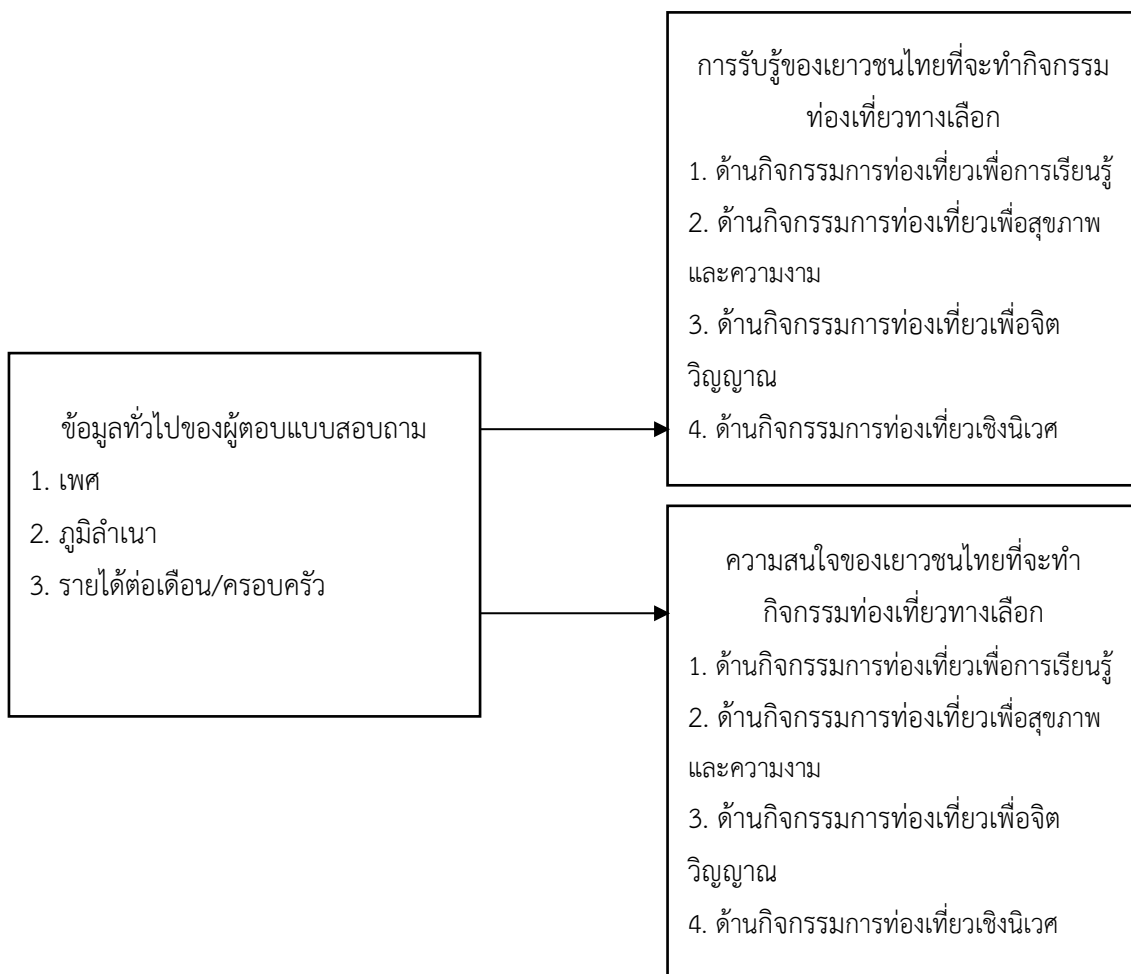 การรับรู้ของเยาวชนไทยที่จะทำกิจกรรม
ท่องเที่ยวทางเลือก
1. ด้านกิจกรรมการท่องเที่ยวเพื่อการเรียนรู้
2. ด้านกิจกรรมการท่องเที่ยวเพื่อสุขภาพ
และความงาม
3. ด้านกิจกรรมการท่องเที่ยวเพื่อจิต
วิญญาณ
4. ด้านกิจกรรมการท่องเที่ยวเชิงนิเวศ
ข้อมูลทั่วไปของผู้ตอบแบบสอบถาม
1. เพศ
2. ภูมิลำเนา
3. รายได้ต่อเดือน/ครอบครัว
ความสนใจของเยาวชนไทยที่จะทำ
กิจกรรมท่องเที่ยวทางเลือก
1. ด้านกิจกรรมการท่องเที่ยวเพื่อการเรียนรู้
2. ด้านกิจกรรมการท่องเที่ยวเพื่อสุขภาพ
และความงาม
3. ด้านกิจกรรมการท่องเที่ยวเพื่อจิต
วิญญาณ
4. ด้านกิจกรรมการท่องเที่ยวเชิงนิเวศ